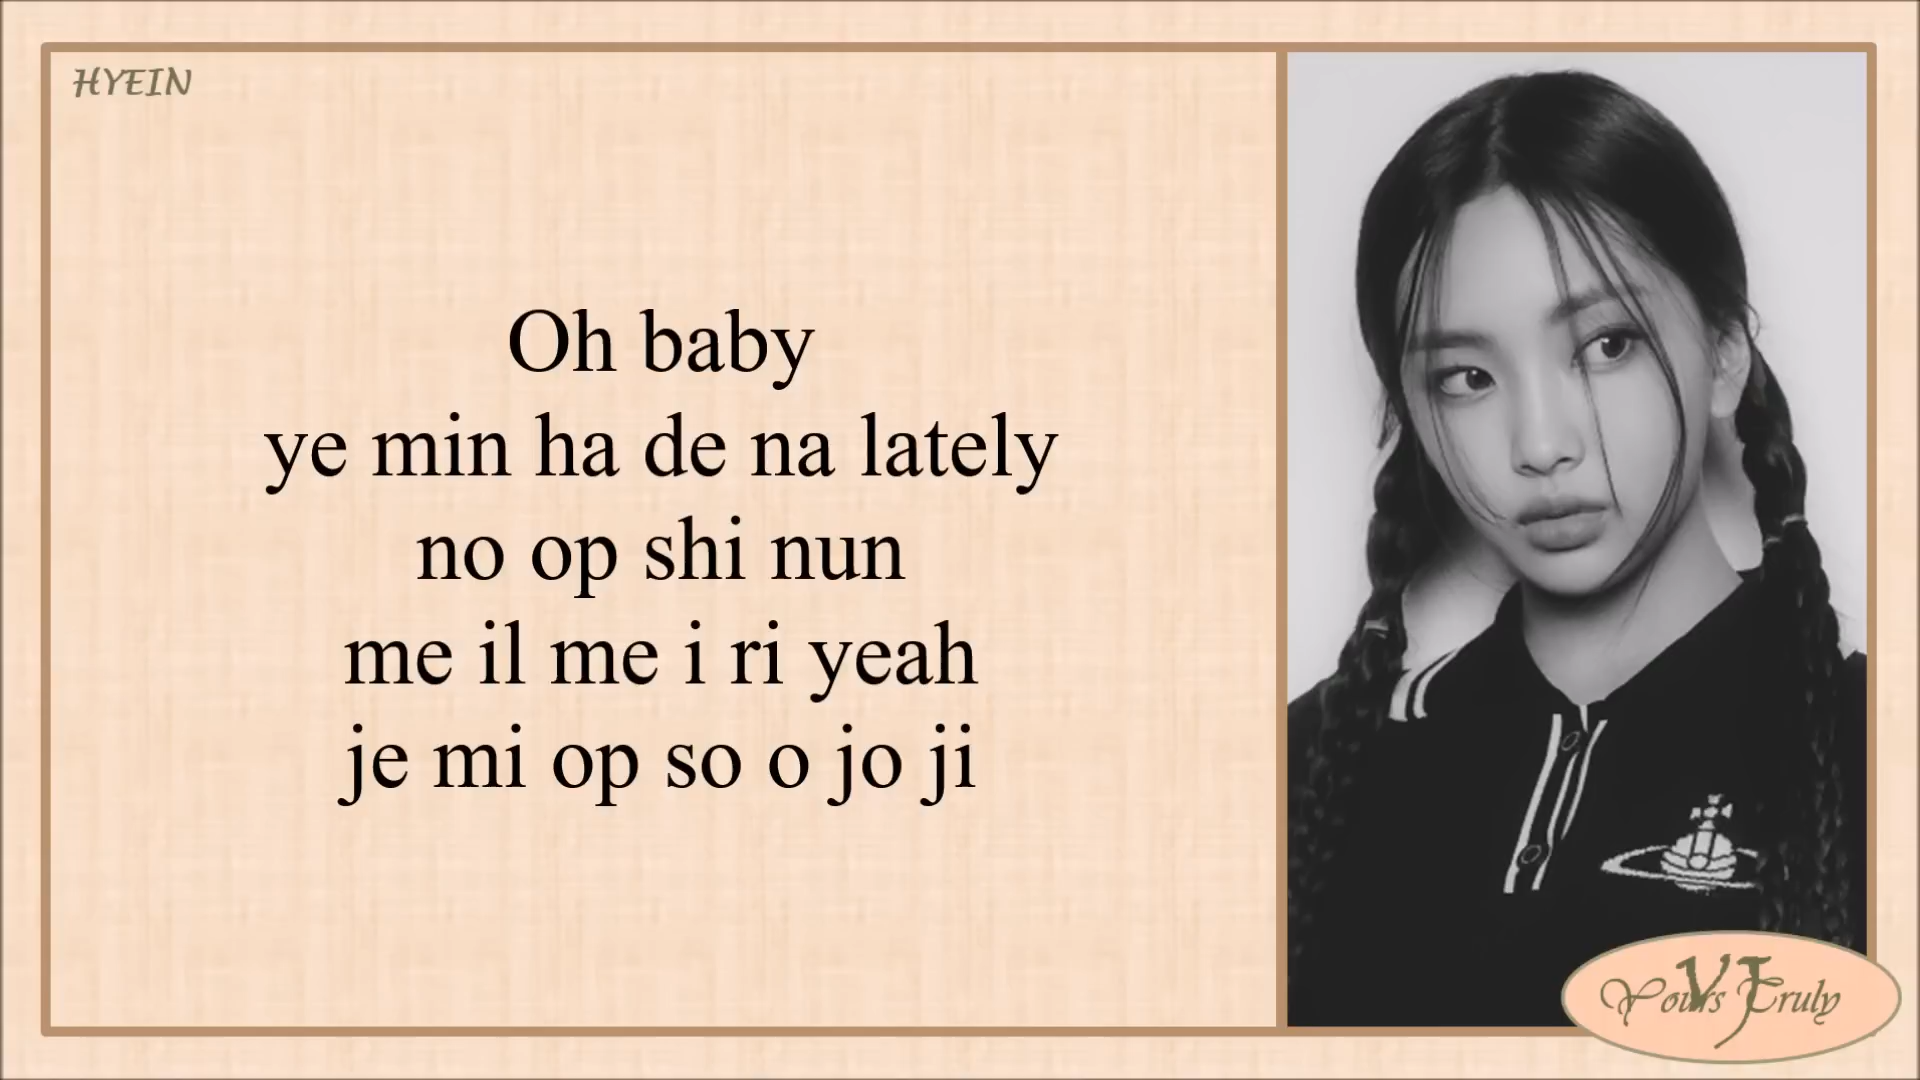 HYEIN
Oh baby
ye min ha de na lately
no op shi nun
me il me i ri yeah
je mi op so o jo ji
VJ
Yours Truly